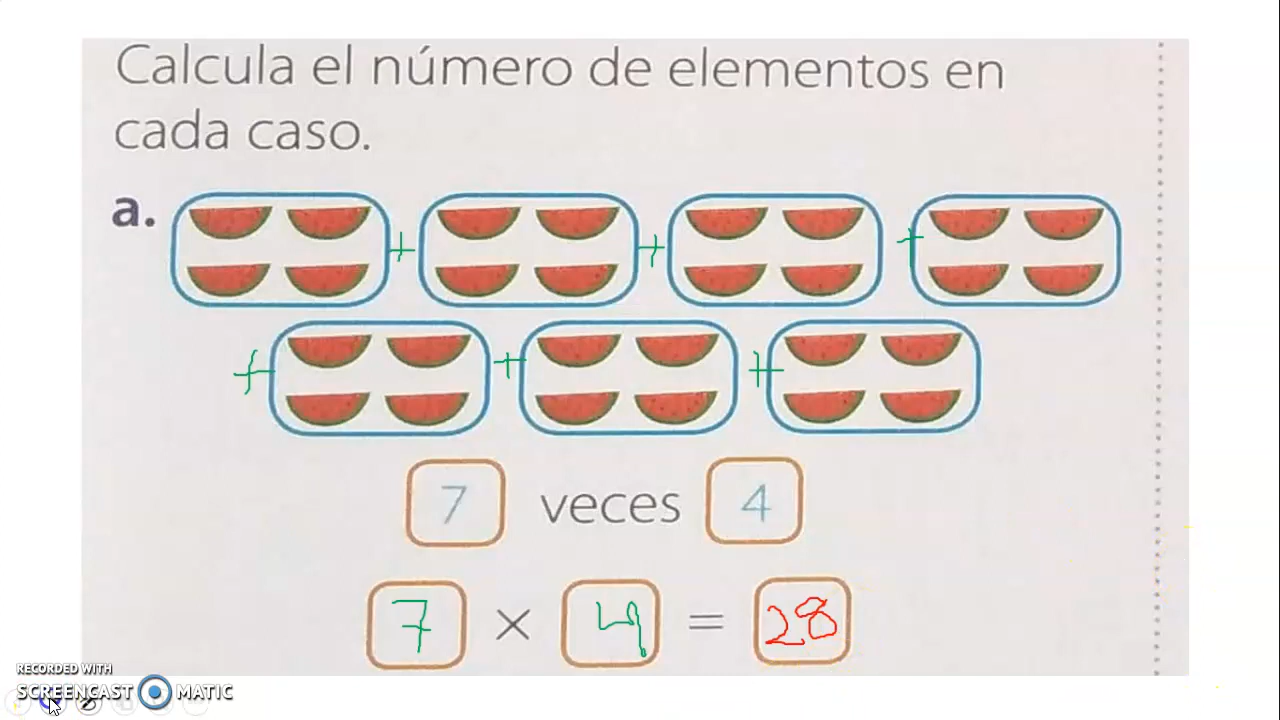 Calcula el número de elementos en
cada caso.
a.
+ + +
+ + +
7 veces 4
7 × 4 = 28
RECORDED WITH
SCREENCAST MATIC